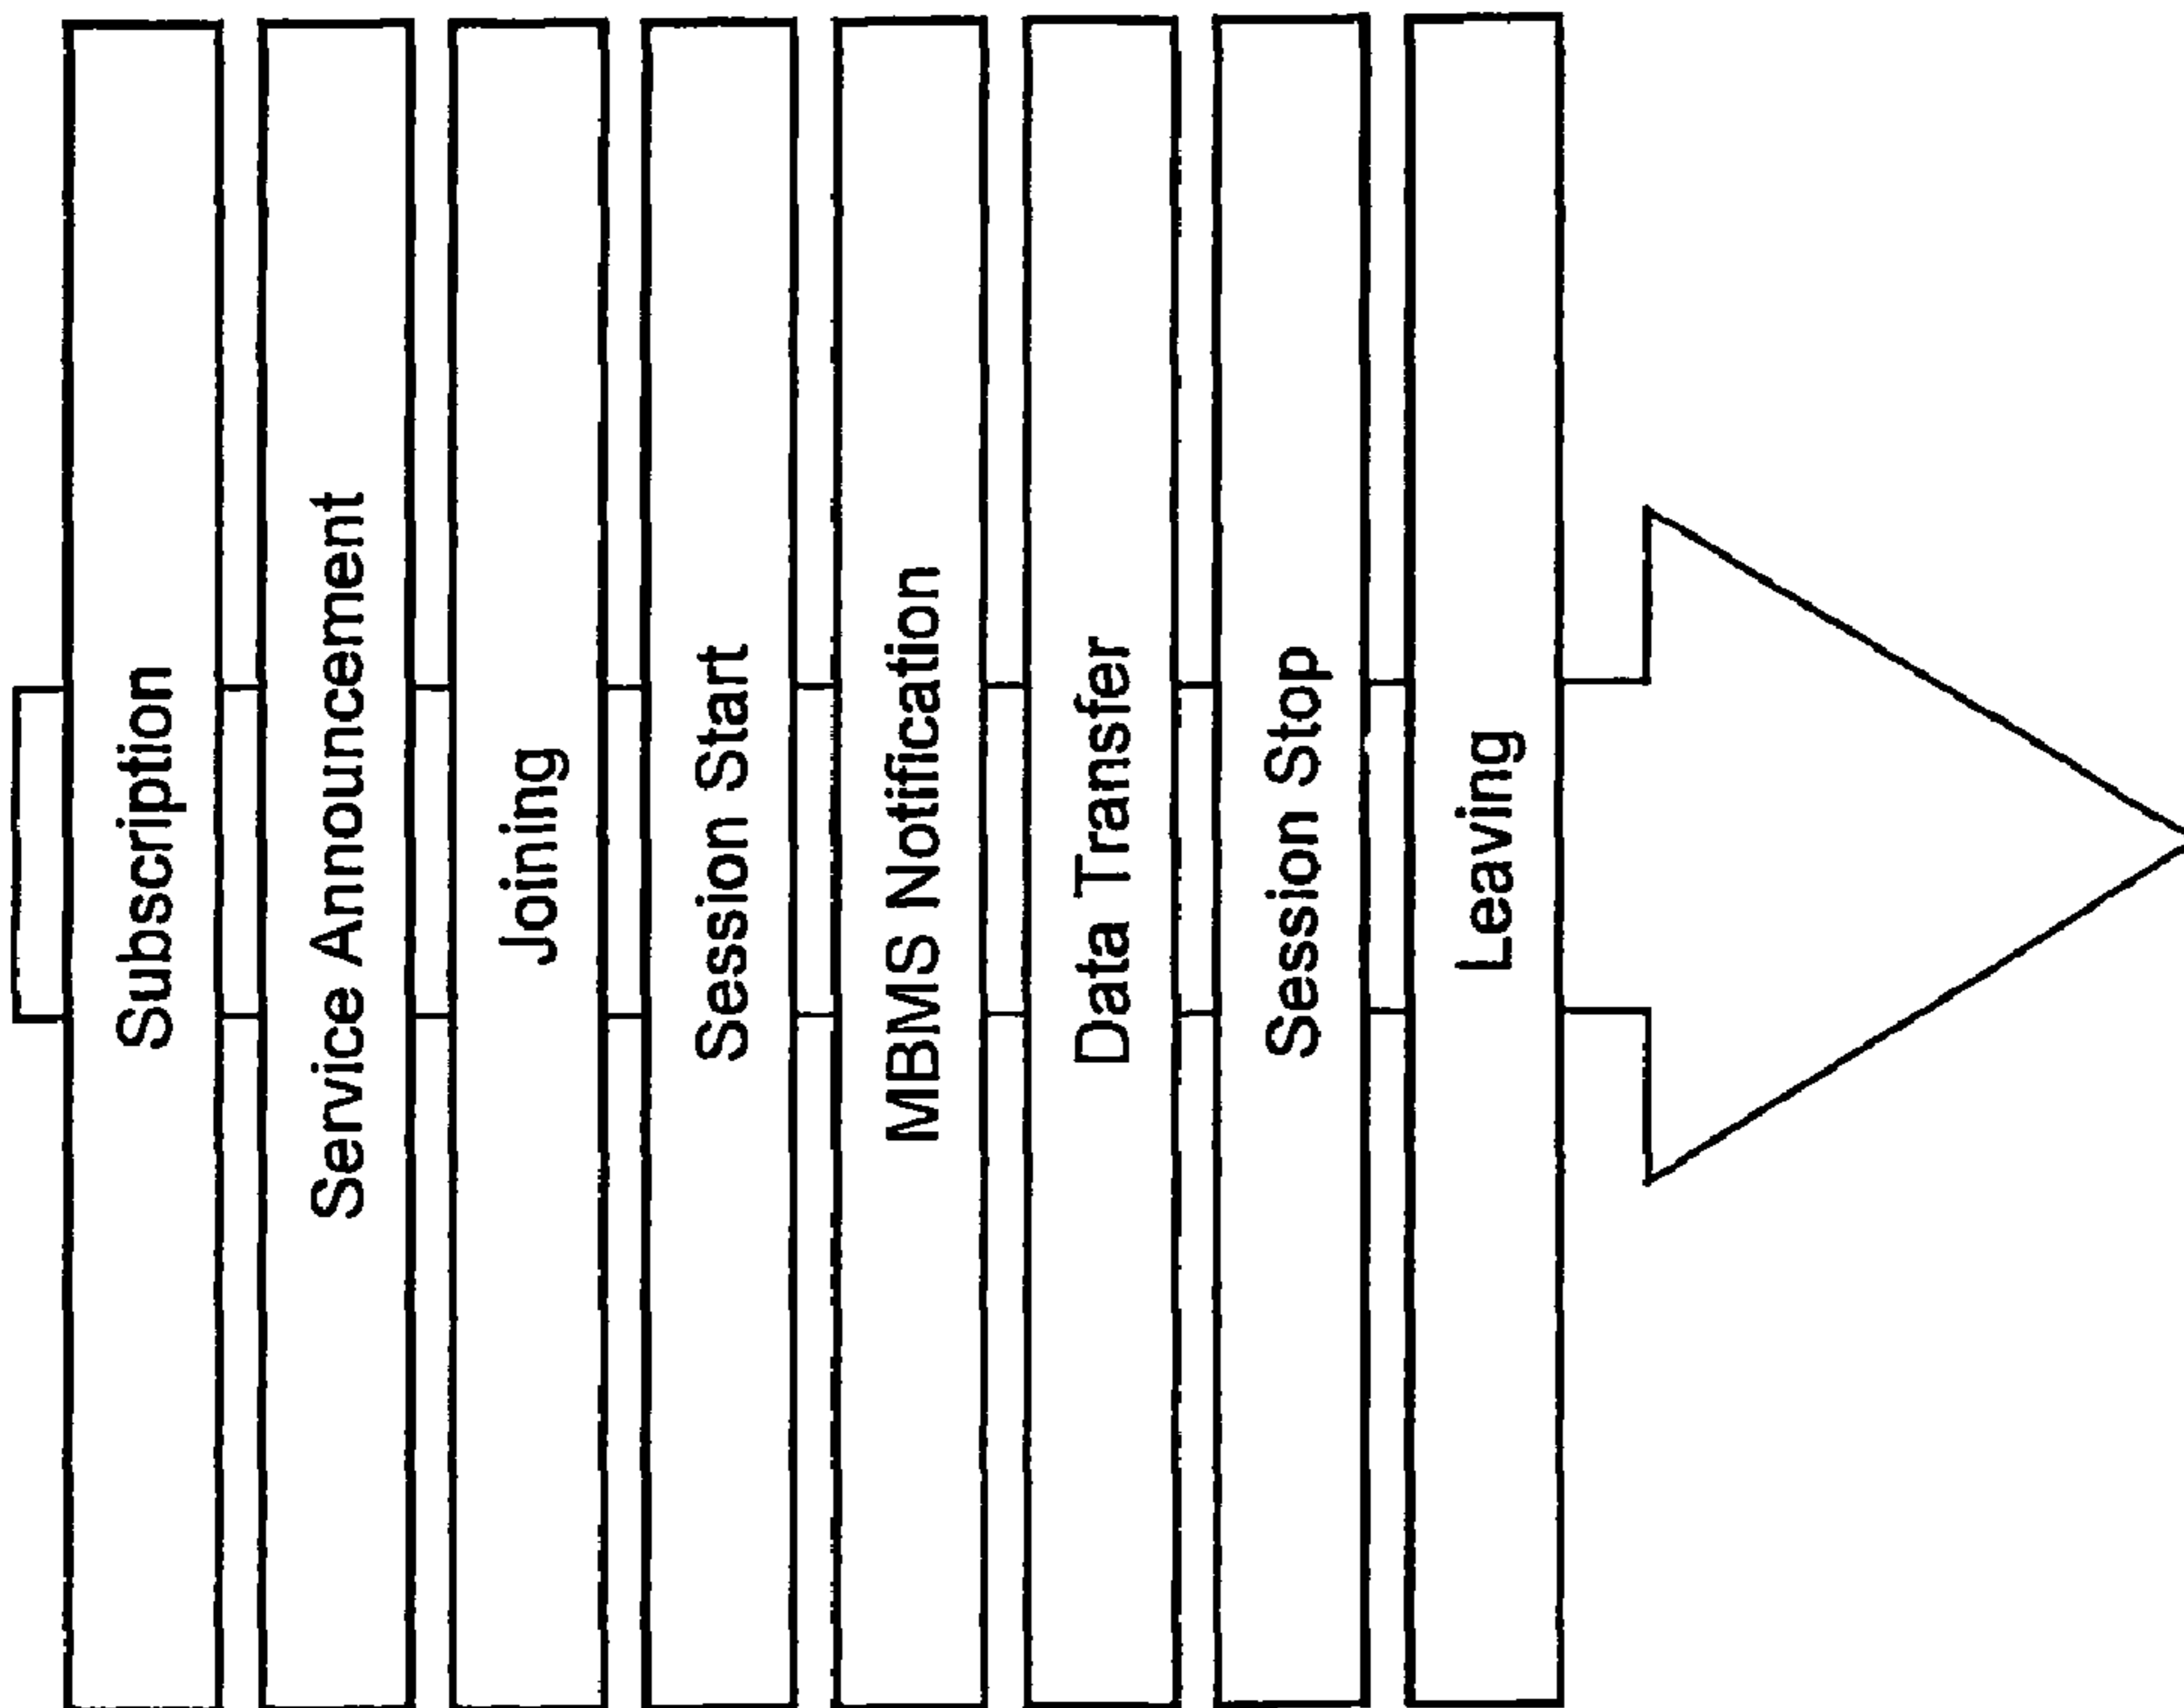 Subscription
Service Announcement
Joining
Session Start
MBMS Notification
Data Transfer
Session Stop
Leaving